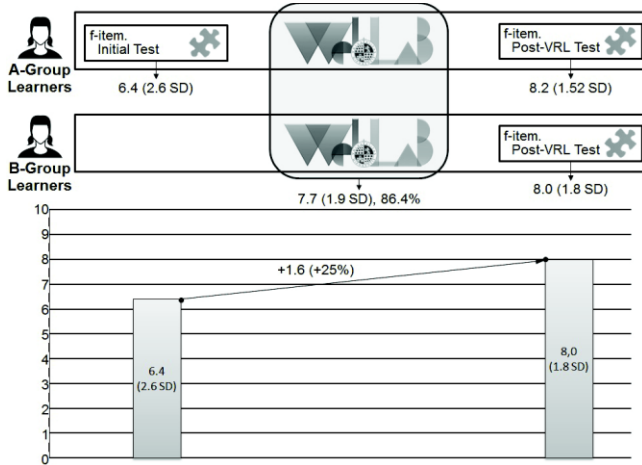 f-item.
Initial Test
WebLAB
f-item.
Post-VRL Test
A-Group
Learners
6.4 (2.6 SD)
8.2 (1.52 SD)
WebLAB
f-item.
Post-VRL Test
B-Group
Learners
7.7 (1.9 SD), 86.4%
8.0 (1.8 SD)
10
9
8
7
6
5
4
3
2
1
0
+1.6 (+25%)
6.4
(2.6 SD)
8,0
(1.8 SD)